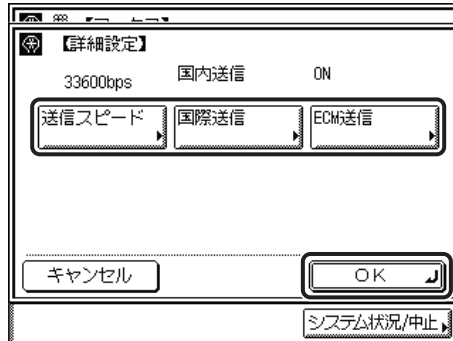 【詳細設定】
33600bps 国内送信 ON
送信スピード 国際送信 ECM送信
キャンセル OK
システム状況/中止